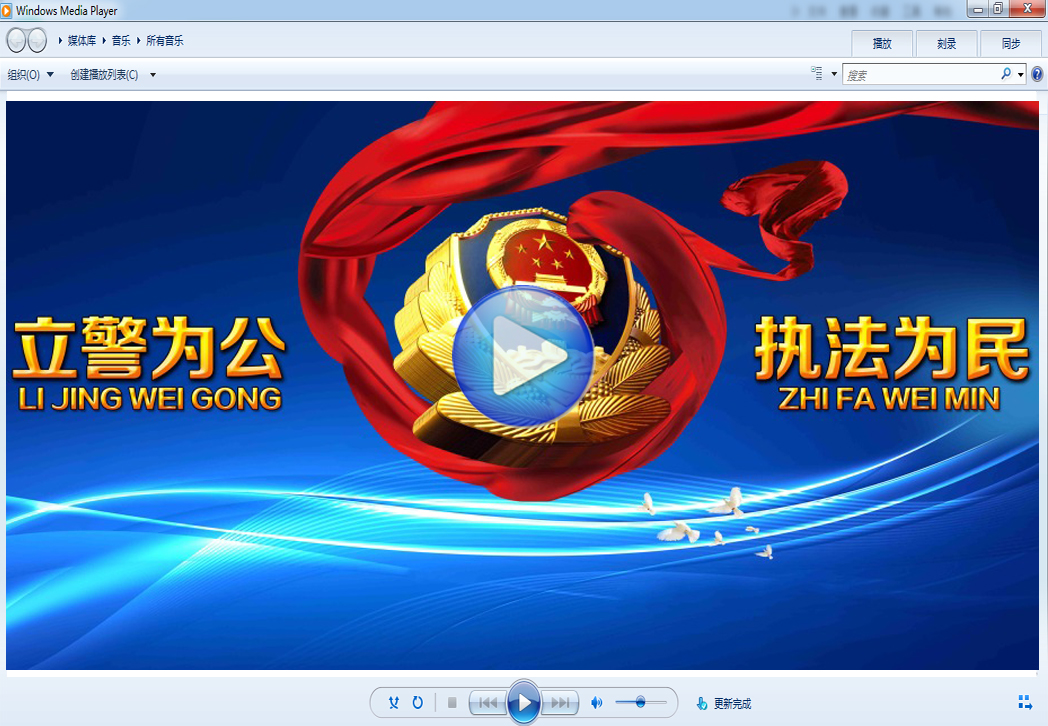 Windows Media Player
媒体库 音乐 所有音乐
播放 刻录 同步
组织(O) 创建播放列表(C)
搜索
立警为公 执法为民
LI JING WEI GONG ZHI FA WEI MIN
更新完成